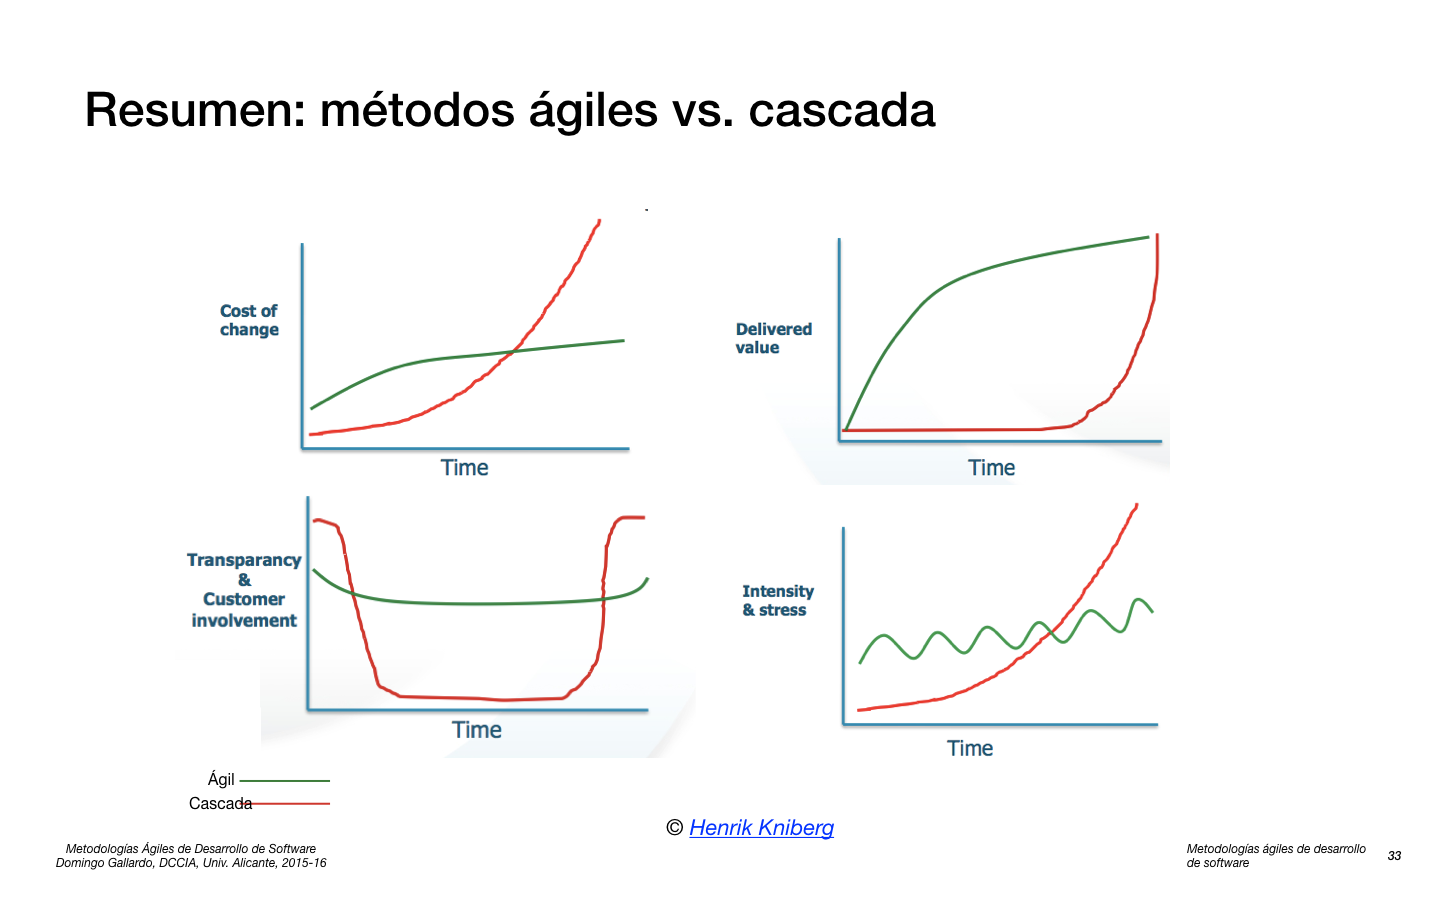 Resumen: métodos ágiles vs. cascada
Cost of
change
Time
Delivered
value
Time
Transparancy
&
Customer
involvement
Time
Intensity
& stress
Time
Ágil
Cascada
© Henrik Kniberg
Metodologías Ágiles de Desarrollo de Software
Domingo Gallardo, DCCIA, Univ. Alicante, 2015-16
Metodologías ágiles de desarrollo
de software
33